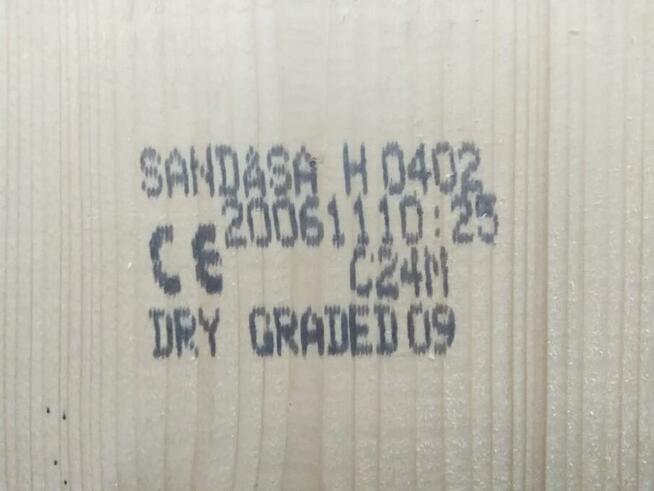 SANDASA H 0402
20061110:25
CE C24M
DRY GRADED 09